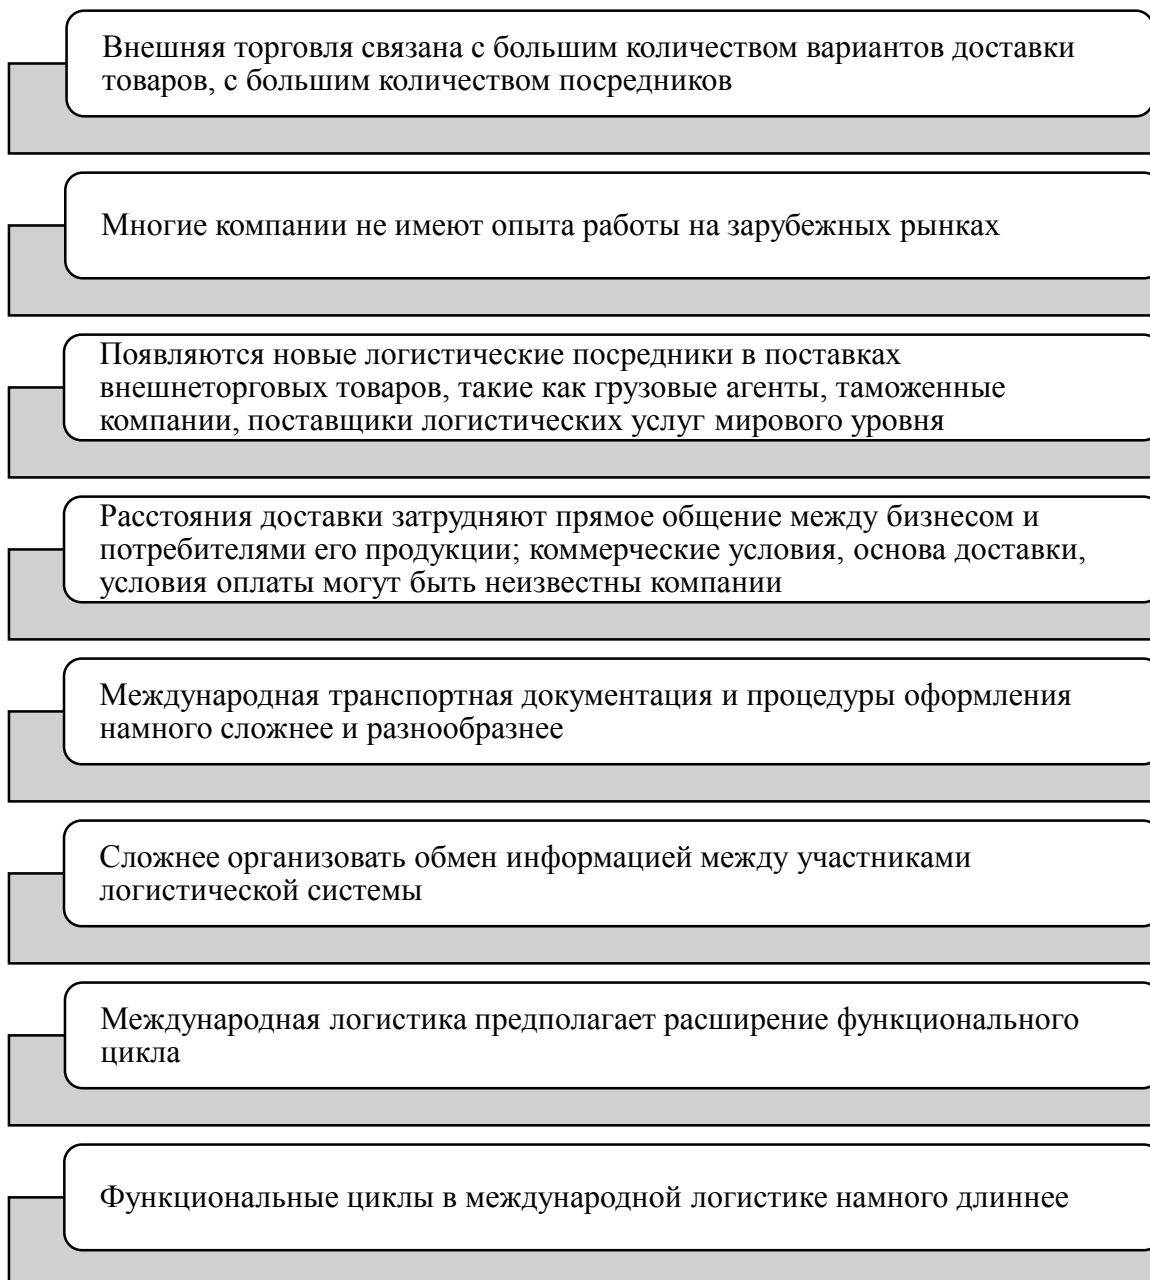 Внешняя торговля связана с большим количеством вариантов доставки
товаров, с большим количеством посредников
Многие компании не имеют опыта работы на зарубежных рынках
Появляются новые логистические посредники в поставках
внешнеторговых товаров, такие как грузовые агенты, таможенные
компании, поставщики логистических услуг мирового уровня
Расстояния доставки затрудняют прямое общение между бизнесом и
потребителями его продукции; коммерческие условия, основа доставки,
условия оплаты могут быть неизвестны компании
Международная транспортная документация и процедуры оформления
намного сложнее и разнообразнее
Сложнее организовать обмен информацией между участниками
логистической системы
Международная логистика предполагает расширение функционального
цикла
Функциональные циклы в международной логистике намного длиннее